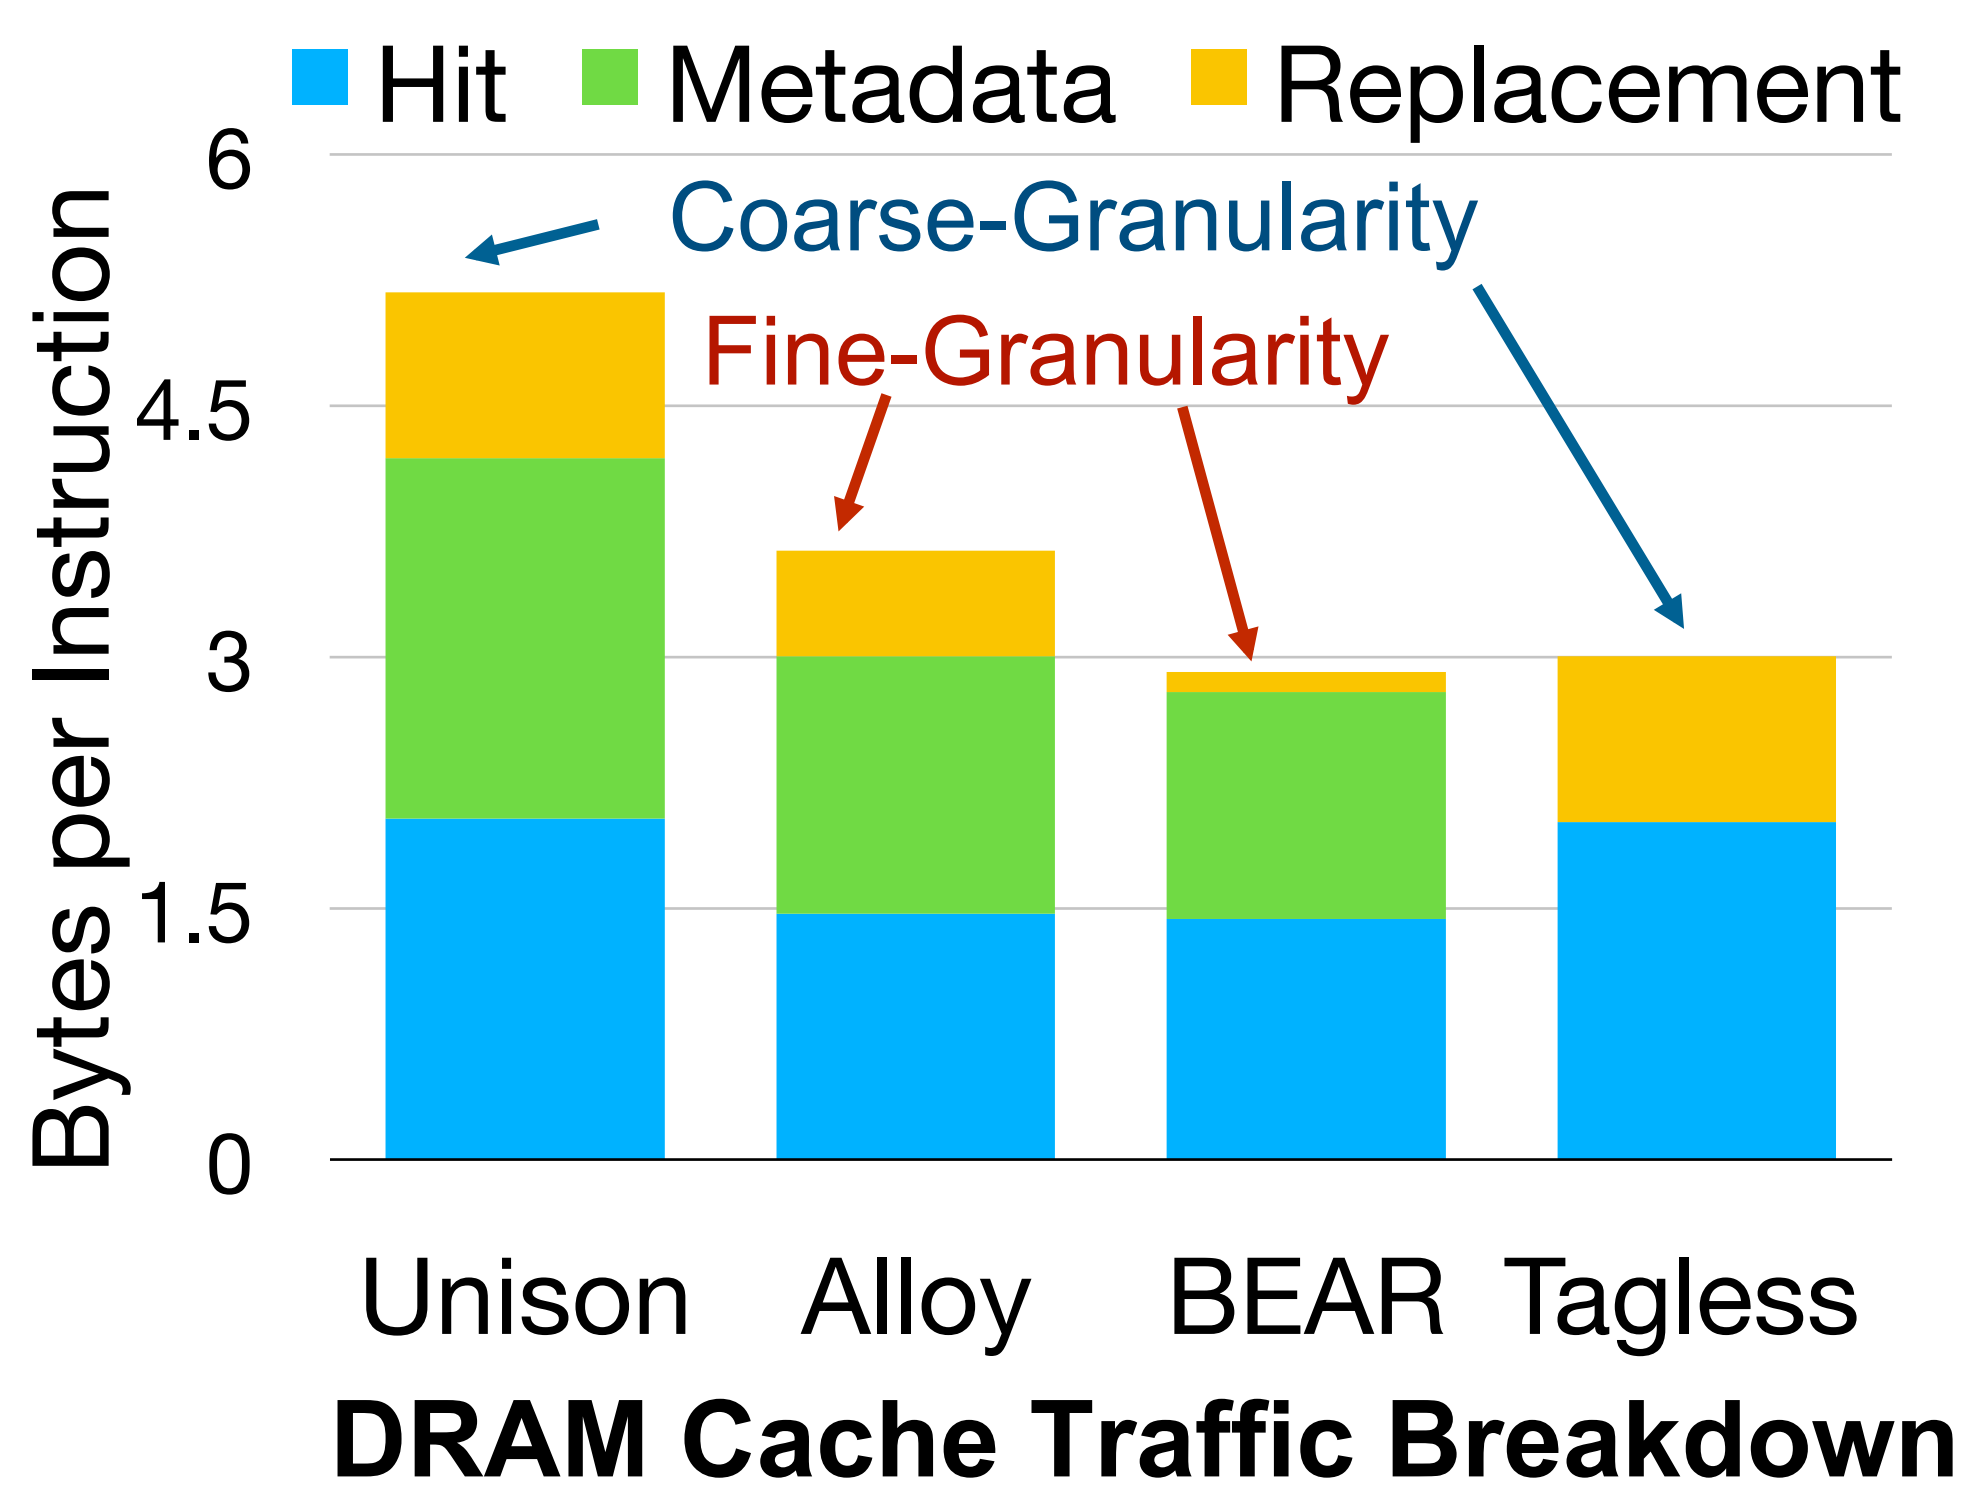 Hit Metadata Replacement
Bytes per Instruction
6
4.5
3
1.5
0
Coarse-Granularity
Fine-Granularity
Unison Alloy BEAR Tagless
DRAM Cache Traffic Breakdown